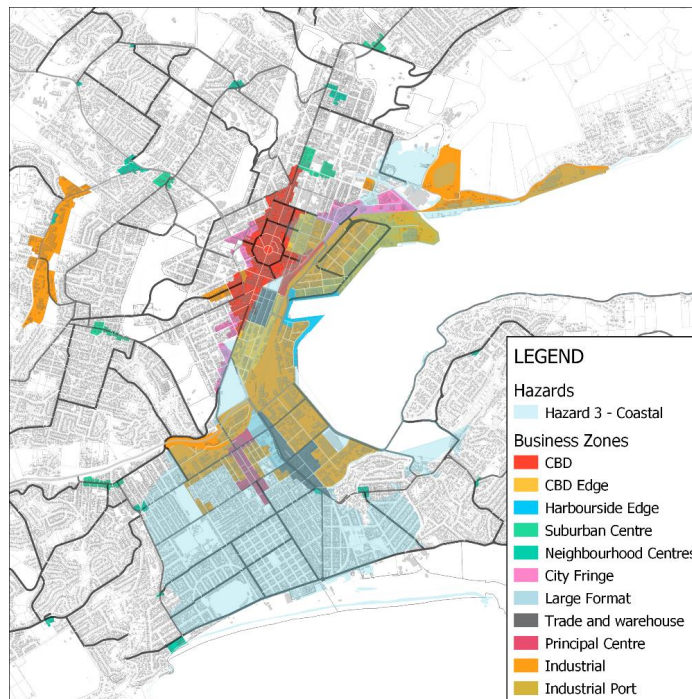 LEGEND
Hazards
Hazard 3 - Coastal
Business Zones
CBD
CBD Edge
Harbourside Edge
Suburban Centre
Neighbourhood Centres
City Fringe
Large Format
Trade and warehouse
Principal Centre
Industrial
Industrial Port